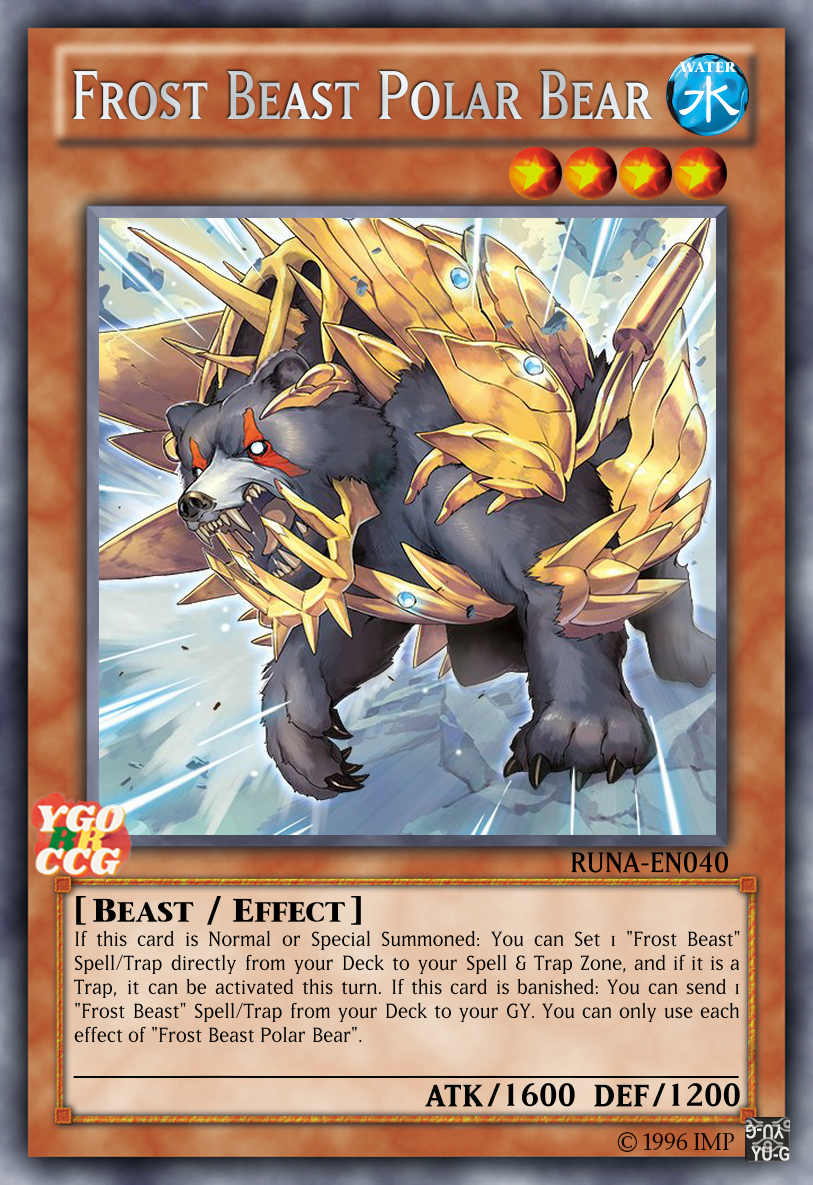 FROST BEAST POLAR BEAR
WATER
水
YGO
BR
CCG
RUNA-EN040
[ BEAST / EFFECT ]
If this card is Normal or Special Summoned: You can Set 1 "Frost Beast"
Spell/Trap directly from your Deck to your Spell & Trap Zone, and if it is a
Trap, it can be activated this turn. If this card is banished: You can send 1
"Frost Beast" Spell/Trap from your Deck to your GY. You can only use each
effect of "Frost Beast Polar Bear".
ATK/1600 DEF/1200
© 1996 IMP
YU-G